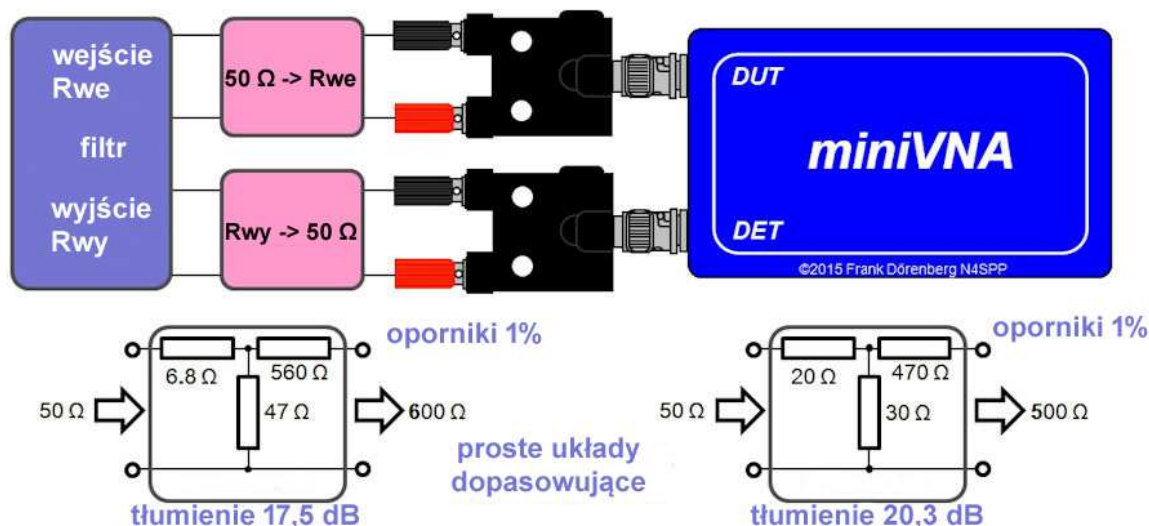 wejście
Rwe
filtr
wyjście
Rwy
50 Ω -> Rwe
Rwy -> 50 Ω
DUT
miniVNA
DET
©2015 Frank Dörenberg N4SPP
oporniki 1%
6.8 Ω
560 Ω
47 Ω
50 Ω
600 Ω
tłumienie 17,5 dB
proste układy
dopasowujące
oporniki 1%
20 Ω
470 Ω
30 Ω
50 Ω
500 Ω
tłumienie 20,3 dB